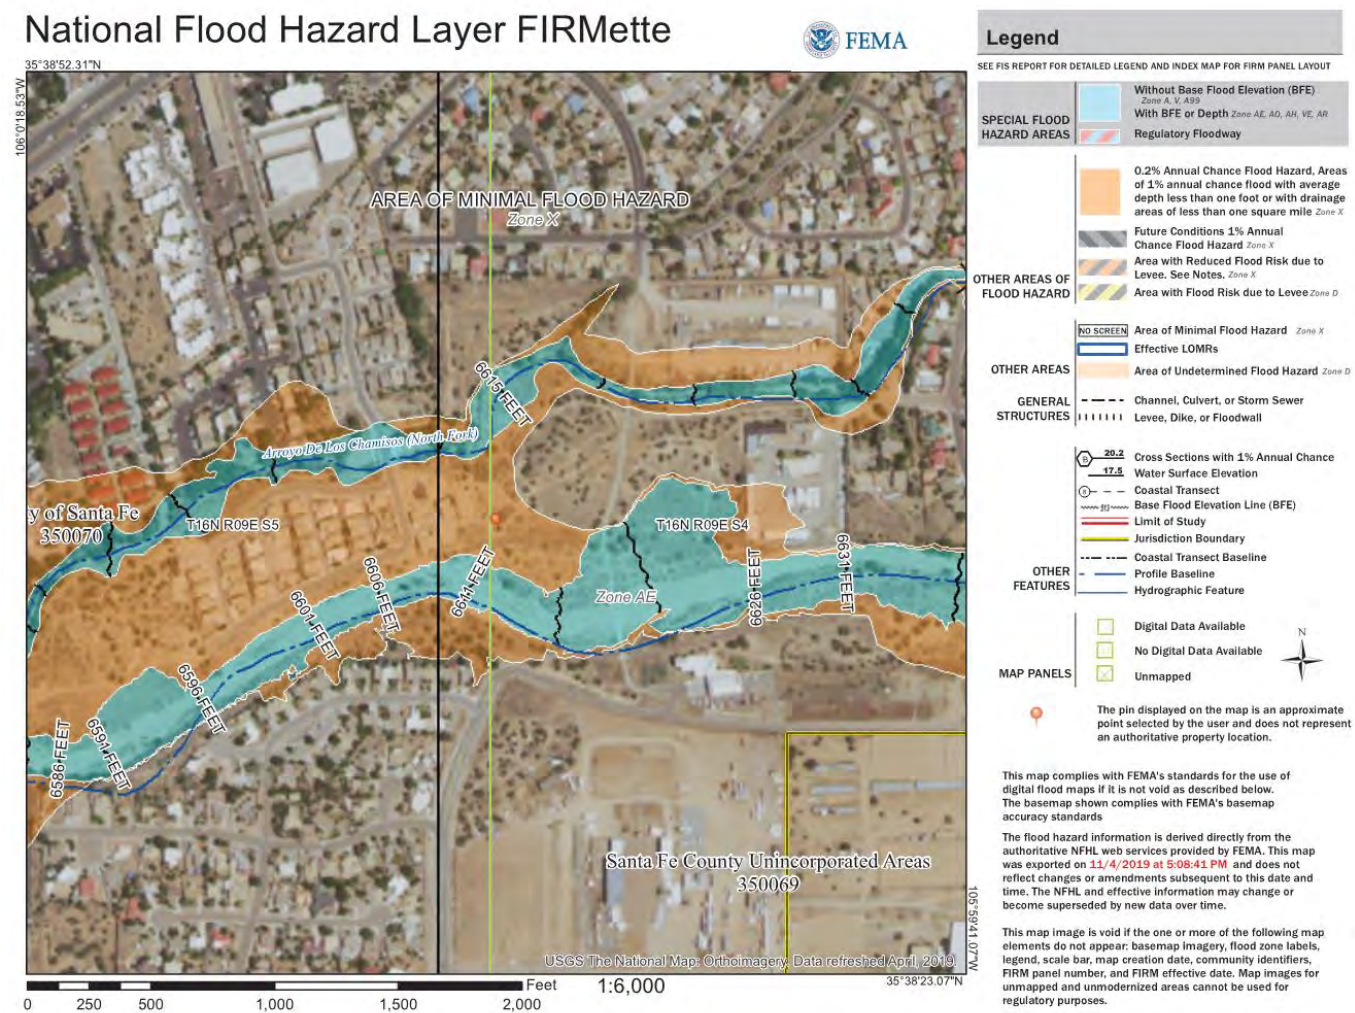 National Flood Hazard Layer FIRMette
FEMA
Legend
35°38'52.31"N
106°0'18.53"W
SEE FIS REPORT FOR DETAILED LEGEND AND INDEX MAP FOR FIRM PANEL LAYOUT
SPECIAL FLOOD
HAZARD AREAS
Without Base Flood Elevation (BFE)
Zone A, V, A99
With BFE or Depth Zone AE, AO, AH, VE, AR
Regulatory Floodway
OTHER AREAS OF
FLOOD HAZARD
0.2% Annual Chance Flood Hazard, Areas
of 1% annual chance flood with average
depth less than one foot or with drainage
areas of less than one square mile Zone X
Future Conditions 1% Annual
Chance Flood Hazard Zone X
Area with Reduced Flood Risk due to
Levee. See Notes. Zone X
Area with Flood Risk due to Levee Zone D
OTHER AREAS
NO SCREEN Area of Minimal Flood Hazard Zone X
Effective LOMRs
Area of Undetermined Flood Hazard Zone D
GENERAL
STRUCTURES
Channel, Culvert, or Storm Sewer
Levee, Dike, or Floodwall
OTHER
FEATURES
B 20.2 Cross Sections with 1% Annual Chance
17.5 Water Surface Elevation
8 Coastal Transect
513 Base Flood Elevation Line (BFE)
Limit of Study
Jurisdiction Boundary
Coastal Transect Baseline
Profile Baseline
Hydrographic Feature
MAP PANELS
Digital Data Available
No Digital Data Available
Unmapped
N
The pin displayed on the map is an approximate
point selected by the user and does not represent
an authoritative property location.
This map complies with FEMA's standards for the use of
digital flood maps if it is not void as described below.
The basemap shown complies with FEMA's basemap
accuracy standards
The flood hazard information is derived directly from the
authoritative NFHL web services provided by FEMA. This map
was exported on 11/4/2019 at 5:08:41 PM and does not
reflect changes or amendments subsequent to this date and
time. The NFHL and effective information may change or
become superseded by new data over time.
This map image is void if the one or more of the following map
elements do not appear: basemap imagery, flood zone labels,
legend, scale bar, map creation date, community identifiers,
FIRM panel number, and FIRM effective date. Map images for
unmapped and unmodernized areas cannot be used for
regulatory purposes.
AREA OF MINIMAL FLOOD HAZARD
Zone X
6615 FEET
Arroyo De Los Chamisos (North Fork)
y of Santa Fe
350070
T16N R09E S5
T16N R09E S4
6631 FEET
6626 FEET
6611 FEET
6606 FEET
6601 FEET
Zone AE
6596 FEET
6591 FEET
6586 FEET
Santa Fe County Unincorporated Areas
350069
105°59'41.07"W
USGS The National Map: Orthoimagery. Data refreshed April, 2019.
35°38'23.07"N
Feet
1:6,000
0 250 500 1,000 1,500 2,000